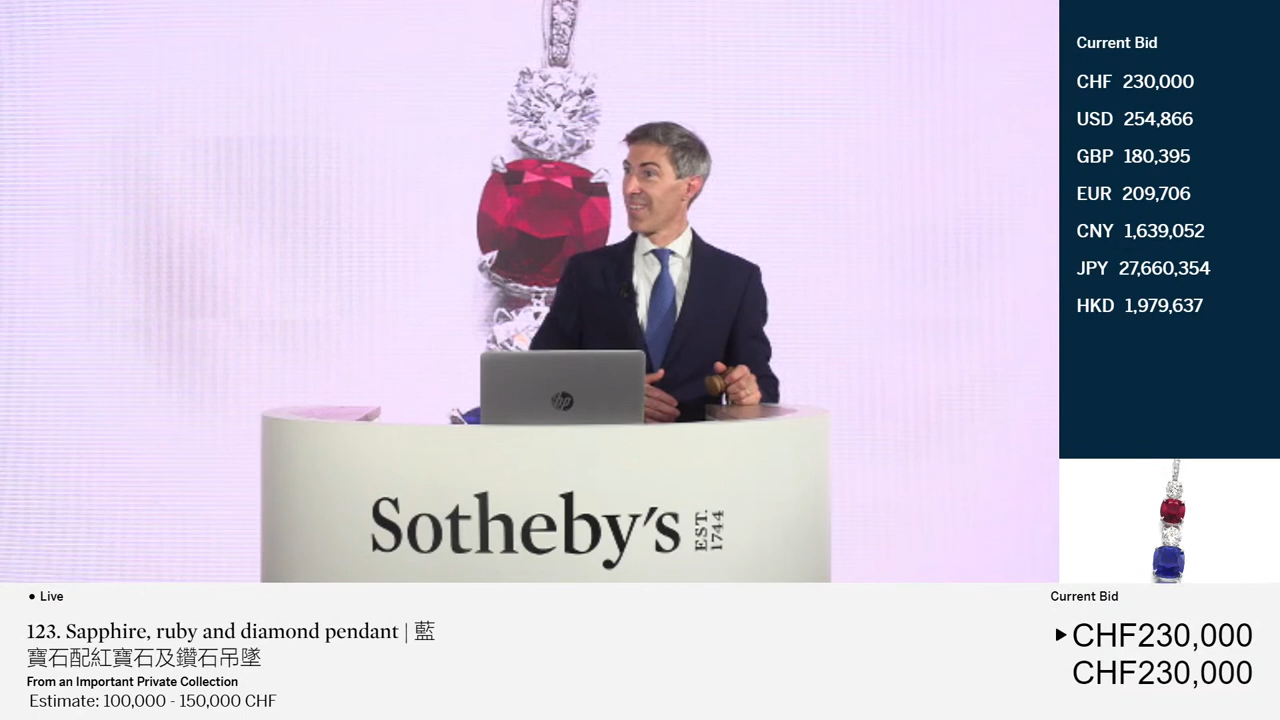 Current Bid
CHF 230,000
USD 254,866
GBP 180,395
EUR 209,706
CNY 1,639,052
JPY 27,660,354
HKD 1,979,637
hp
Sotheby's
EST.
1744
• Live
123. Sapphire, ruby and diamond pendant | 藍
寶石配紅寶石及鑽石吊墜
From an Important Private Collection
Estimate: 100,000 - 150,000 CHF
Current Bid
CHF230,000
CHF230,000